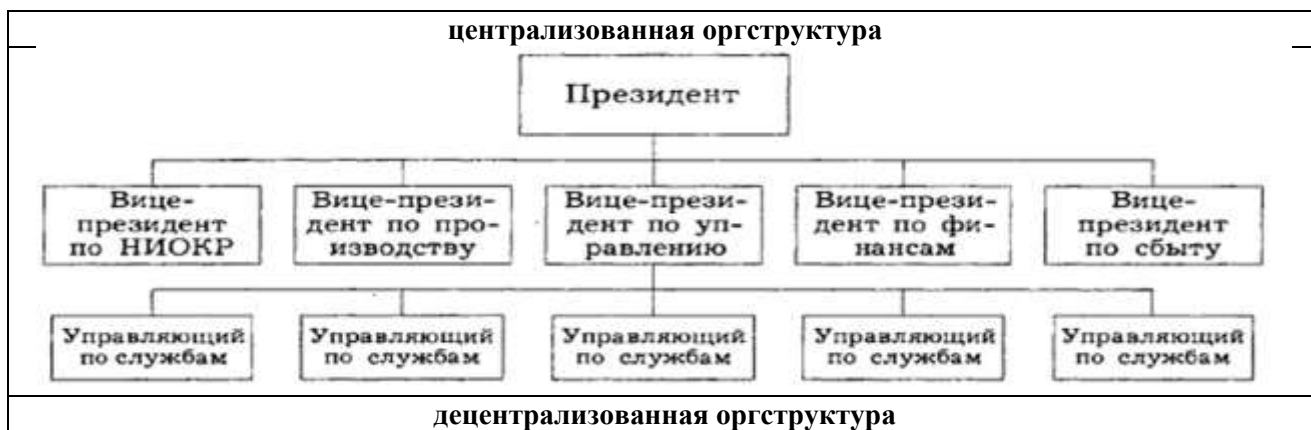 централизованная оргструктура
Президент
Вице-
президент
по НИОКР
Вице-прези-
дент по про-
изводству
Вице-прези-
дент по уп-
равлению
Вице-прези-
дент по фи-
нансам
Вице-
президент
по сбыту
Управляющий
по службам
Управляющий
по службам
Управляющий
по службам
Управляющий
по службам
Управляющий
по службам
децентрализованная оргструктура